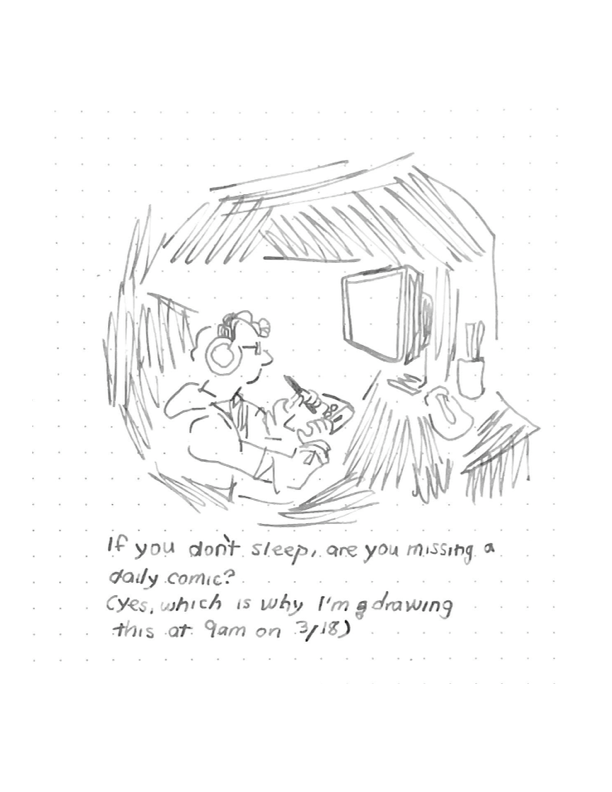 If you don't sleep, are you missing a
daily comic?
(yes, which is why I'm drawing
this at 9am on 3/18)